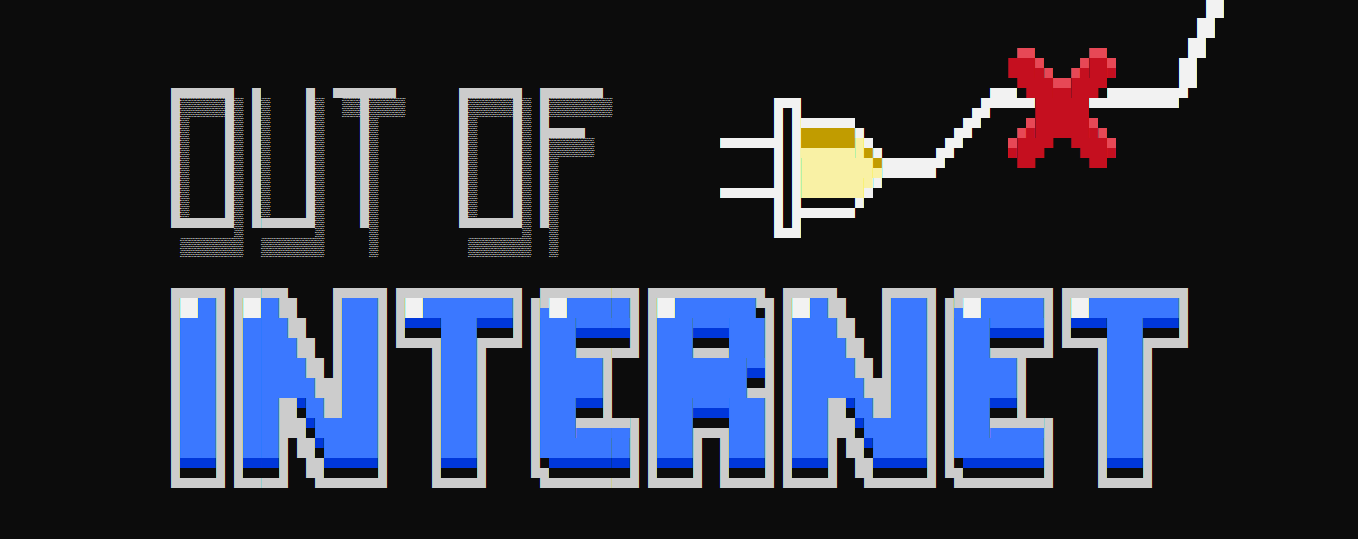 OUT OF
INTERNET